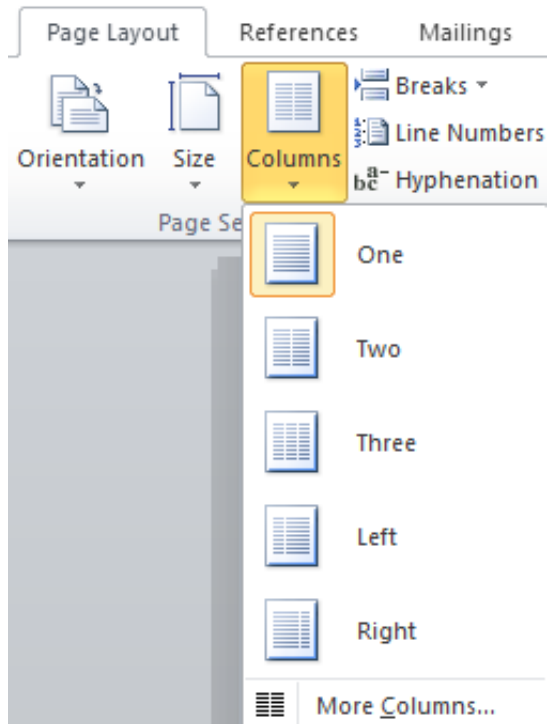 Page Layout References Mailings
Breaks
Line Numbers
Orientation Size Columns
Hyphenation
Page Se
One
Two
Three
Left
Right
More Columns...